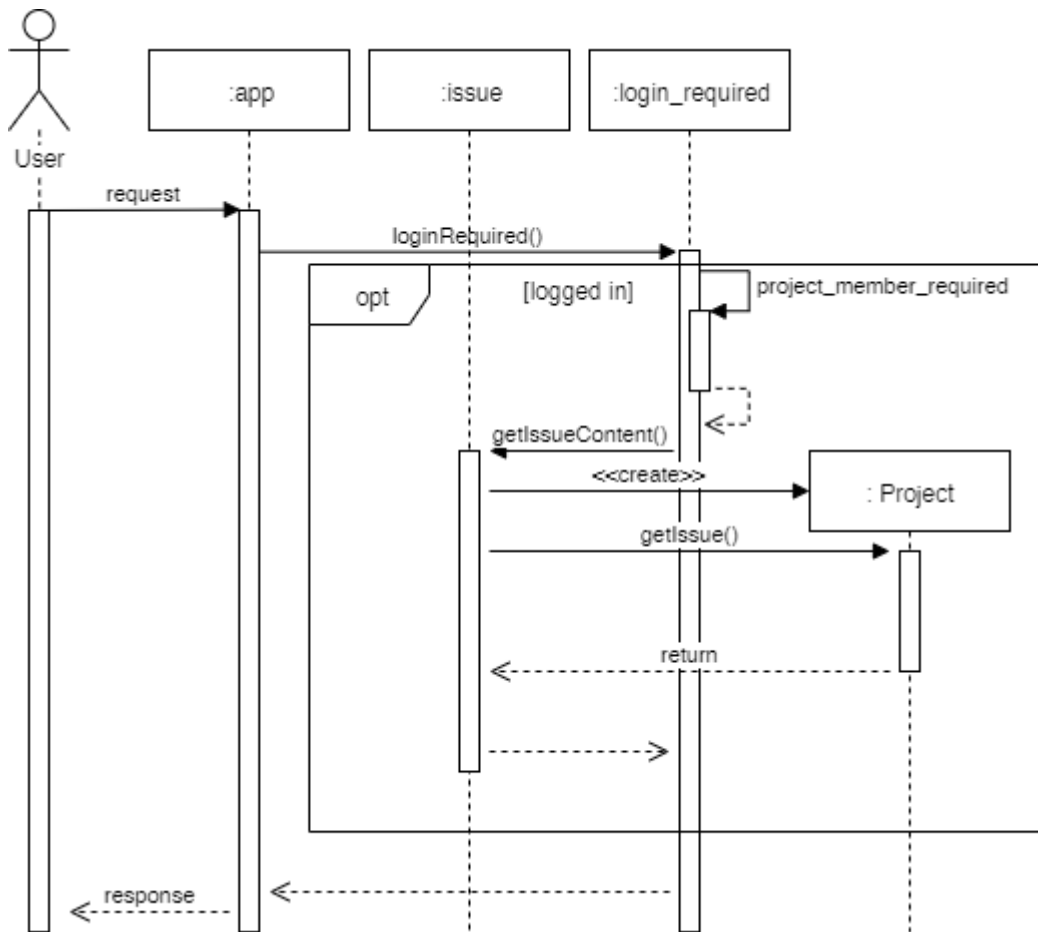 :app
:issue
:login_required
User
request
loginRequired()
opt
[logged in]
project_member_required
getIssueContent()
<<create>>
: Project
getIssue()
return
response